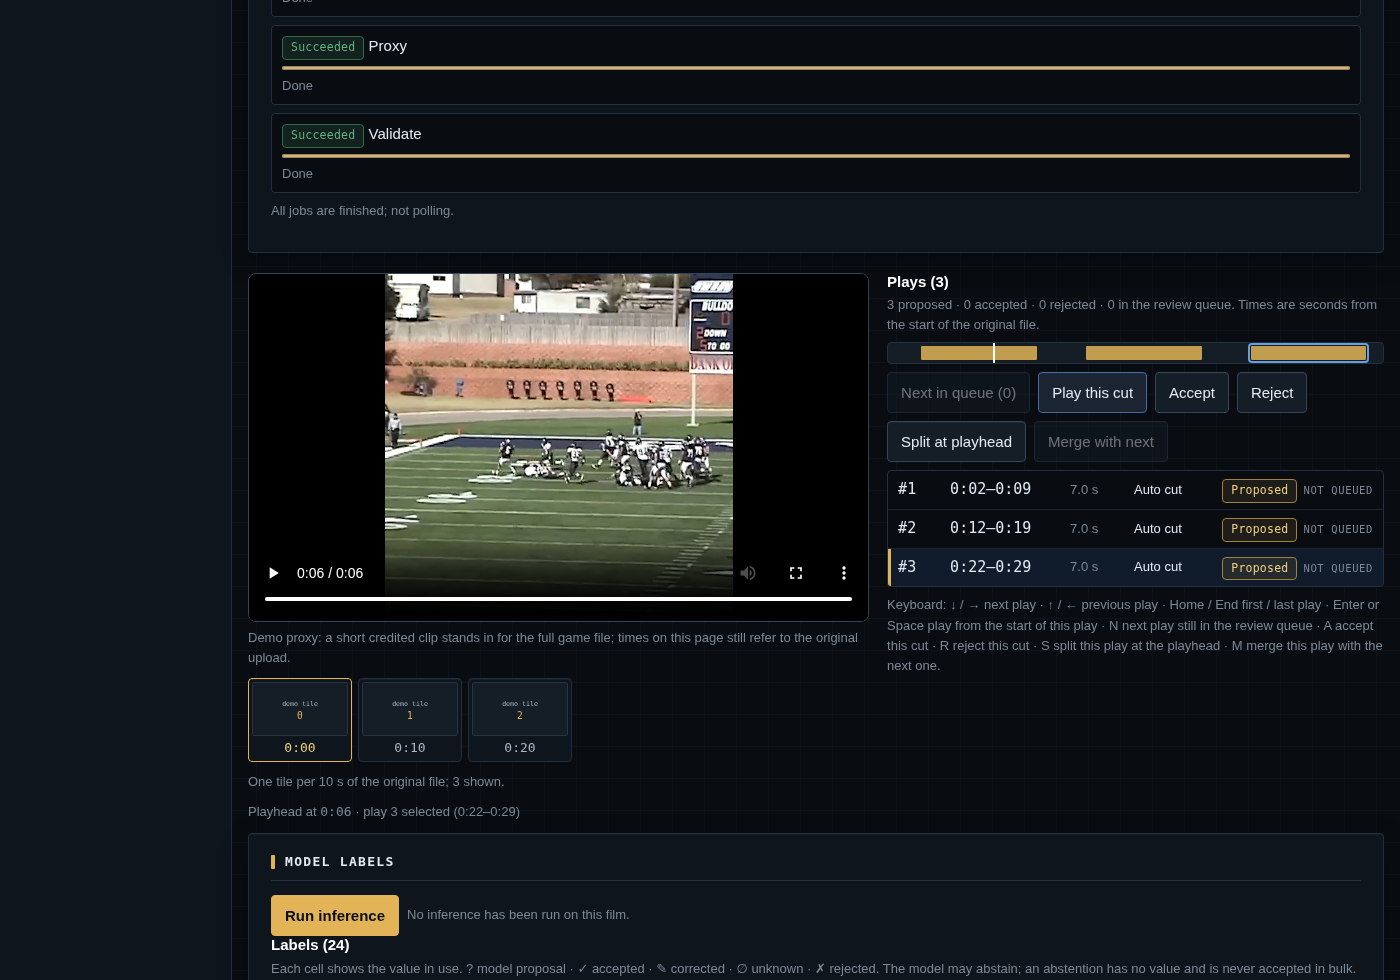 Done
Succeeded Proxy
Done
Succeeded Validate
Done
All jobs are finished; not polling.
BULLDO
DOWN
TO GO
BANK O
0:06 / 0:06
Demo proxy: a short credited clip stands in for the full game file; times on this page still refer to the original
upload.
demo tile
0
0:00
demo tile
1
0:10
demo tile
2
0:20
One tile per 10 s of the original file; 3 shown.
Playhead at 0:06 · play 3 selected (0:22–0:29)
Plays (3)
3 proposed · 0 accepted · 0 rejected · 0 in the review queue. Times are seconds from
the start of the original file.
Next in queue (0) Play this cut Accept Reject
Split at playhead Merge with next
#1 0:02–0:09 7.0 s Auto cut Proposed NOT QUEUED
#2 0:12–0:19 7.0 s Auto cut Proposed NOT QUEUED
#3 0:22–0:29 7.0 s Auto cut Proposed NOT QUEUED
Keyboard: ↓ / → next play · ↑ / ← previous play · Home / End first / last play · Enter or
Space play from the start of this play · N next play still in the review queue · A accept
this cut · R reject this cut · S split this play at the playhead · M merge this play with the
next one.
MODEL LABELS
Run inference No inference has been run on this film.
Labels (24)
Each cell shows the value in use. ? model proposal · ✓ accepted · ✎ corrected · ∅ unknown · ✗ rejected. The model may abstain; an abstention has no value and is never accepted in bulk.